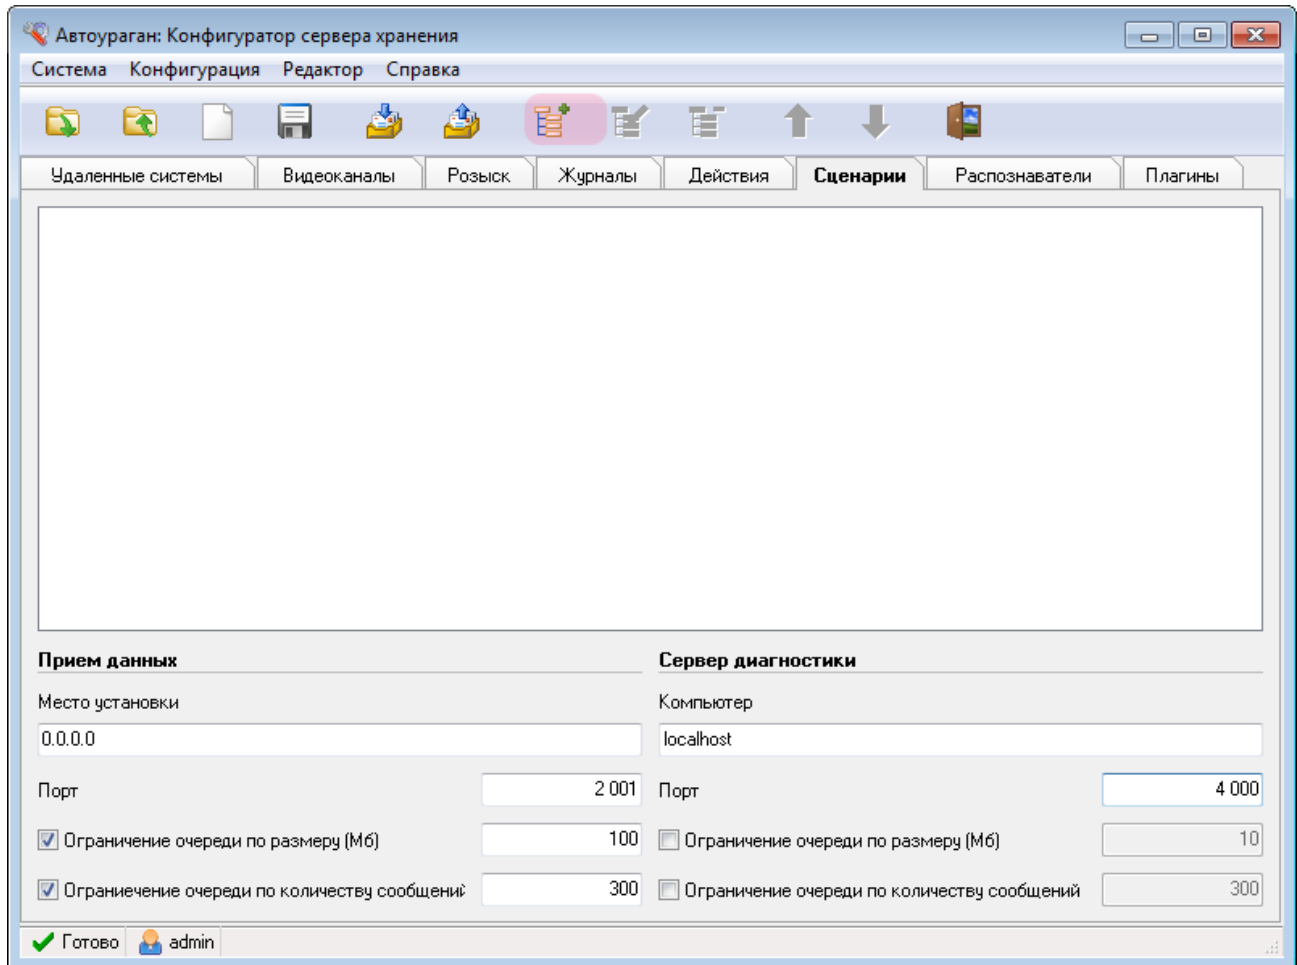 Автоураган: Конфигуратор сервера хранения
Система Конфигурация Редактор Справка
Удаленные системы Видеоканалы Розыск Журналы Действия Сценарии Распознаватели Плагины
Прием данных Сервер диагностики
Место установки Компьютер
0.0.0.0 localhost
Порт 2 001 Порт 4 000
Ограничение очереди по размеру (Мб) 100 Ограничение очереди по размеру (Мб) 10
Ограниечение очереди по количеству сообщений 300 Ограничение очереди по количеству сообщений 300
Готово admin